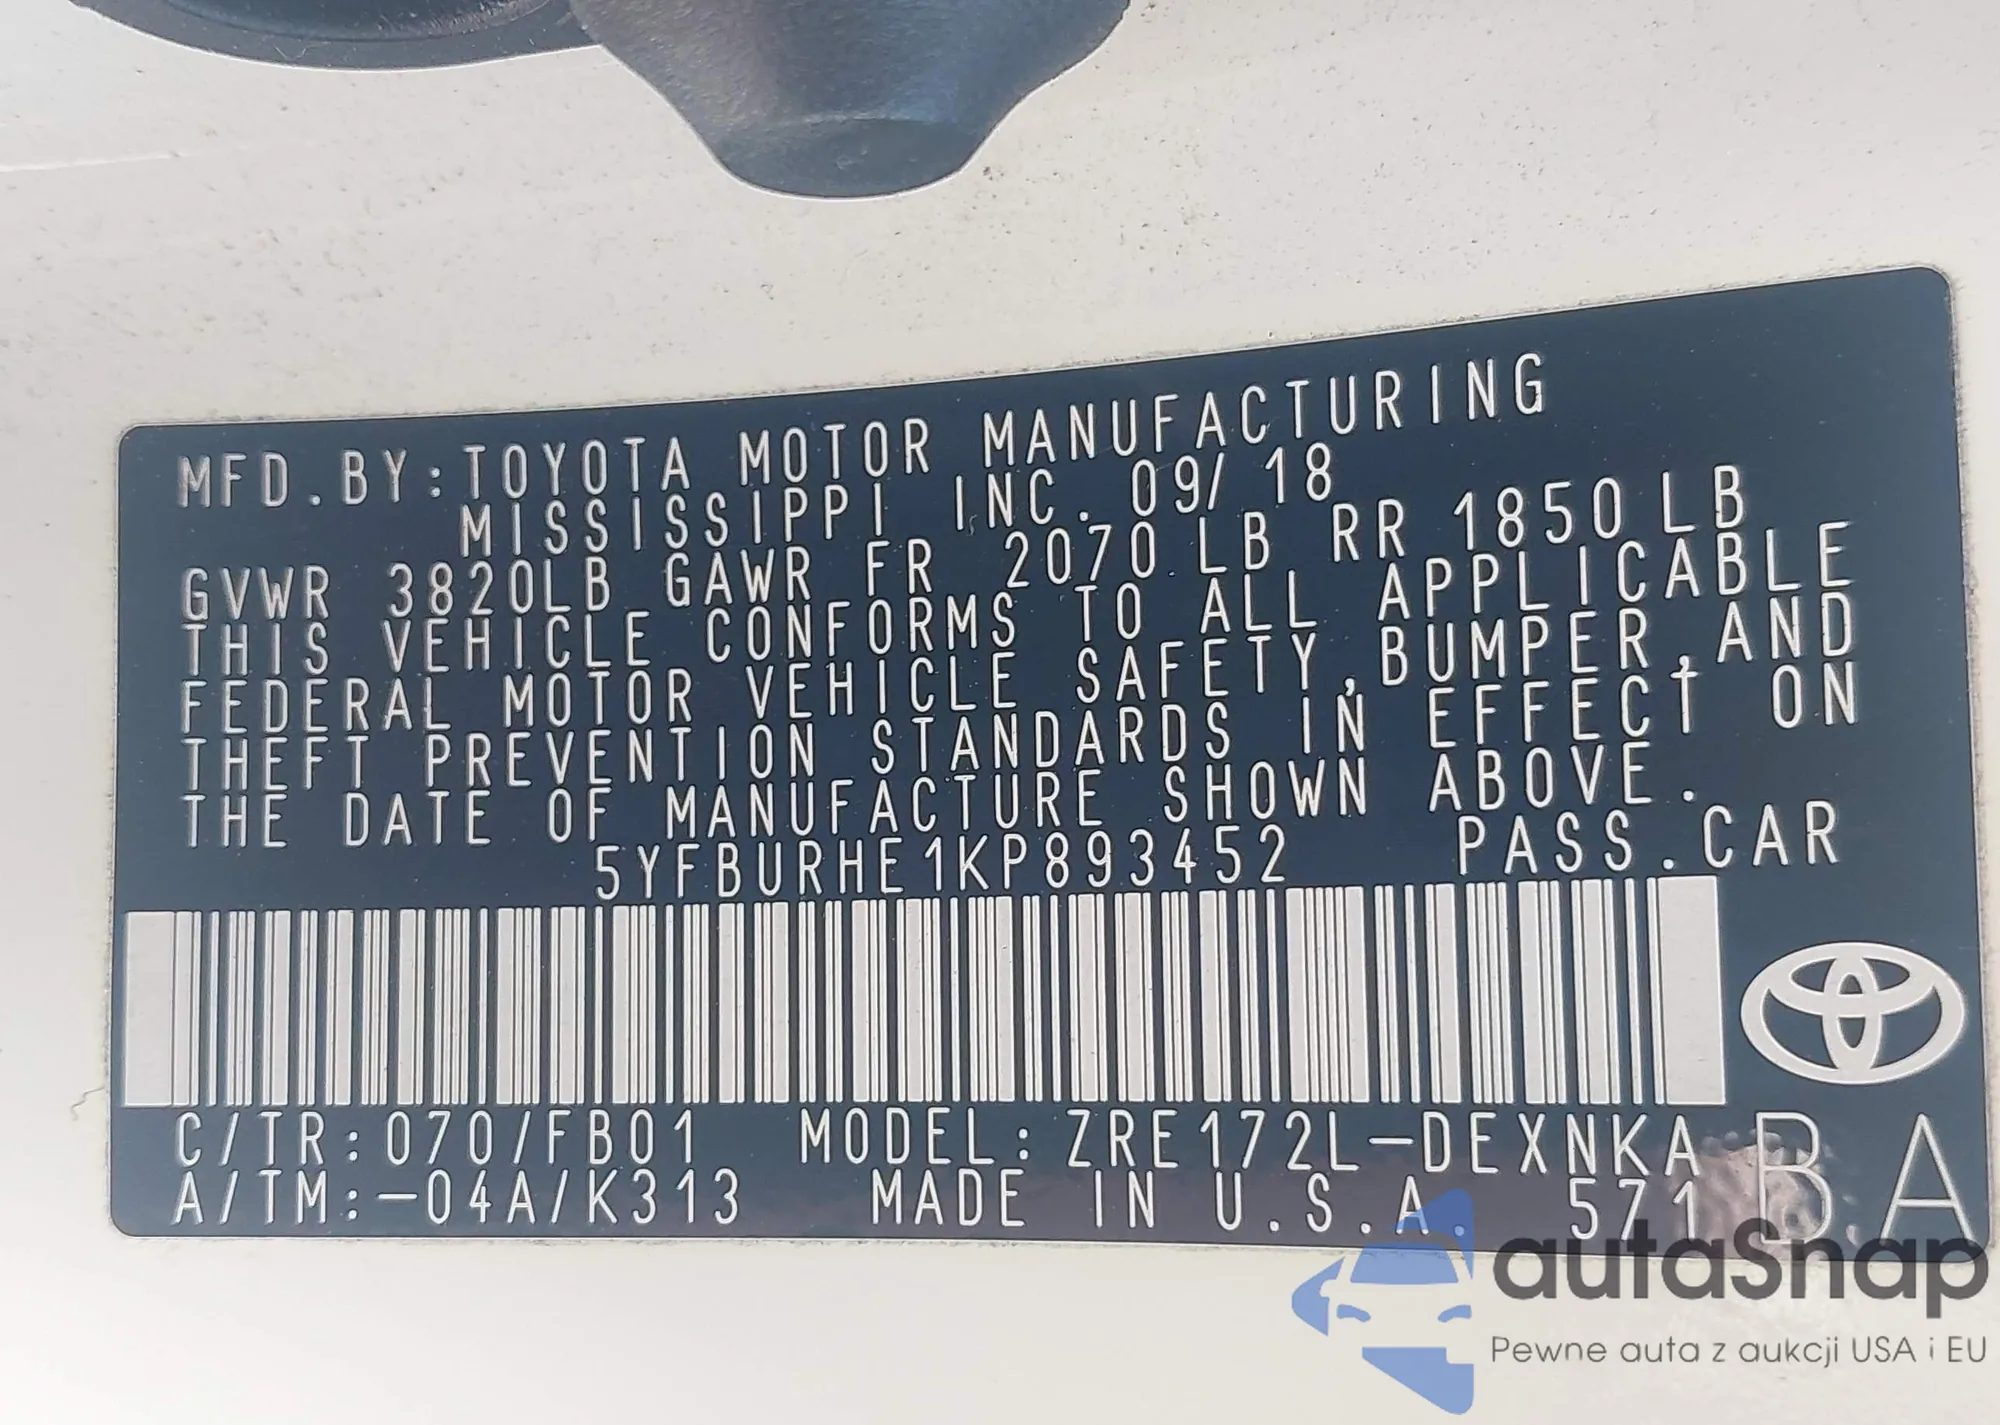 MFD.BY:TOYOTA MOTOR MANUFACTURING
MISSISSIPPI INC. 09/18
GVWR 3820LB GAWR FR 2070 LB RR 1850 LB
THIS VEHICLE CONFORMS TO ALL APPLICABLE
FEDERAL MOTOR VEHICLE SAFETY, BUMPER, AND
THEFT PREVENTION STANDARDS IN EFFECT ON
THE DATE OF MANUFACTURE SHOWN ABOVE.
5YFBURHE1KP893452 PASS.CAR
C/TR:070/FB01 MODEL:ZRE172L-DEXNKA
A/TM:-04A/K313 MADE IN U.S.A. 571
BA
autaSnap
Pewne auta z aukcji USA i EU